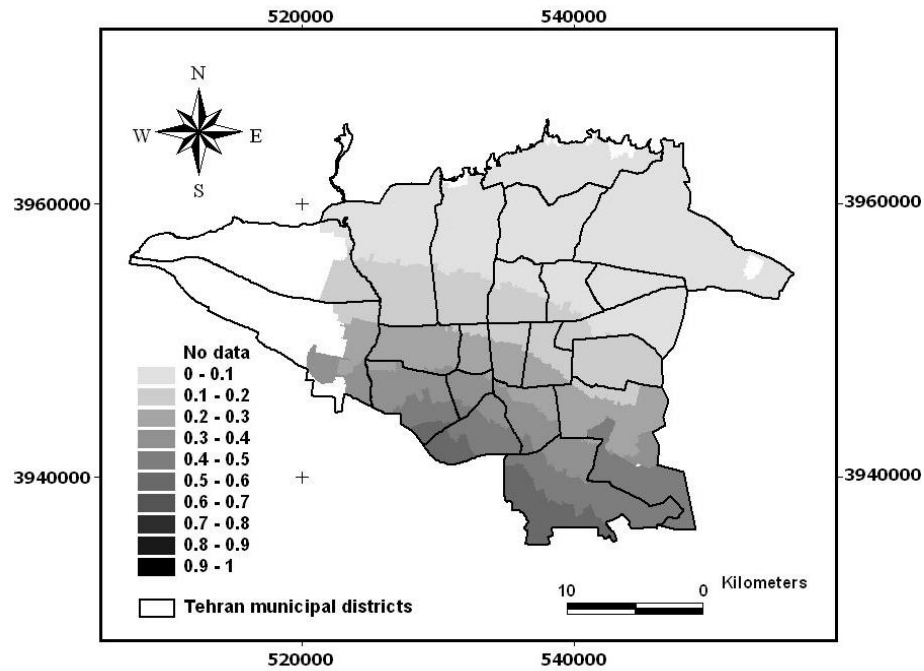 520000 540000
N
W E
S
3960000 3960000
No data
0 - 0.1
0.1 - 0.2
0.2 - 0.3
0.3 - 0.4
0.4 - 0.5
0.5 - 0.6
0.6 - 0.7
0.7 - 0.8
0.8 - 0.9
0.9 - 1
3940000 3940000
Tehran municipal districts
10 0 Kilometers
520000 540000